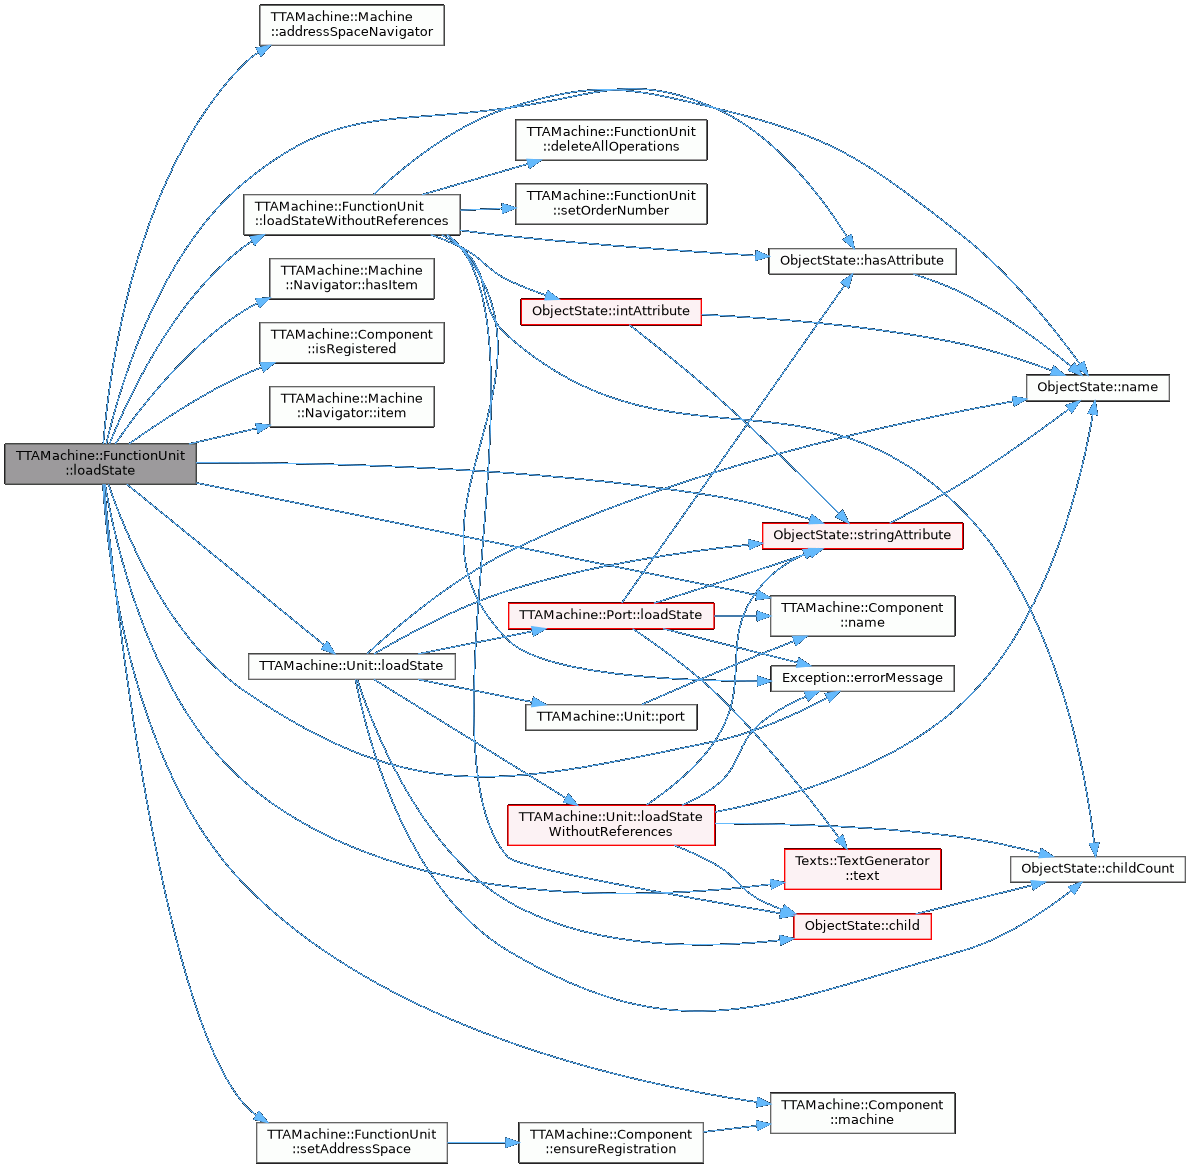 TTAMachine::Machine
::addressSpaceNavigator
TTAMachine::FunctionUnit
::deleteAllOperations
TTAMachine::FunctionUnit
::loadStateWithoutReferences
TTAMachine::FunctionUnit
::setOrderNumber
ObjectState::hasAttribute
TTAMachine::Machine
::Navigator::hasItem
ObjectState::intAttribute
TTAMachine::Component
::isRegistered
ObjectState::name
TTAMachine::Machine
::Navigator::item
TTAMachine::FunctionUnit
::loadState
ObjectState::stringAttribute
TTAMachine::Port::loadState
TTAMachine::Component
::name
TTAMachine::Unit::loadState
Exception::errorMessage
TTAMachine::Unit::port
TTAMachine::Unit::loadState
WithoutReferences
Texts::TextGenerator
::text
ObjectState::childCount
ObjectState::child
TTAMachine::Component
::machine
TTAMachine::FunctionUnit
::setAddressSpace
TTAMachine::Component
::ensureRegistration